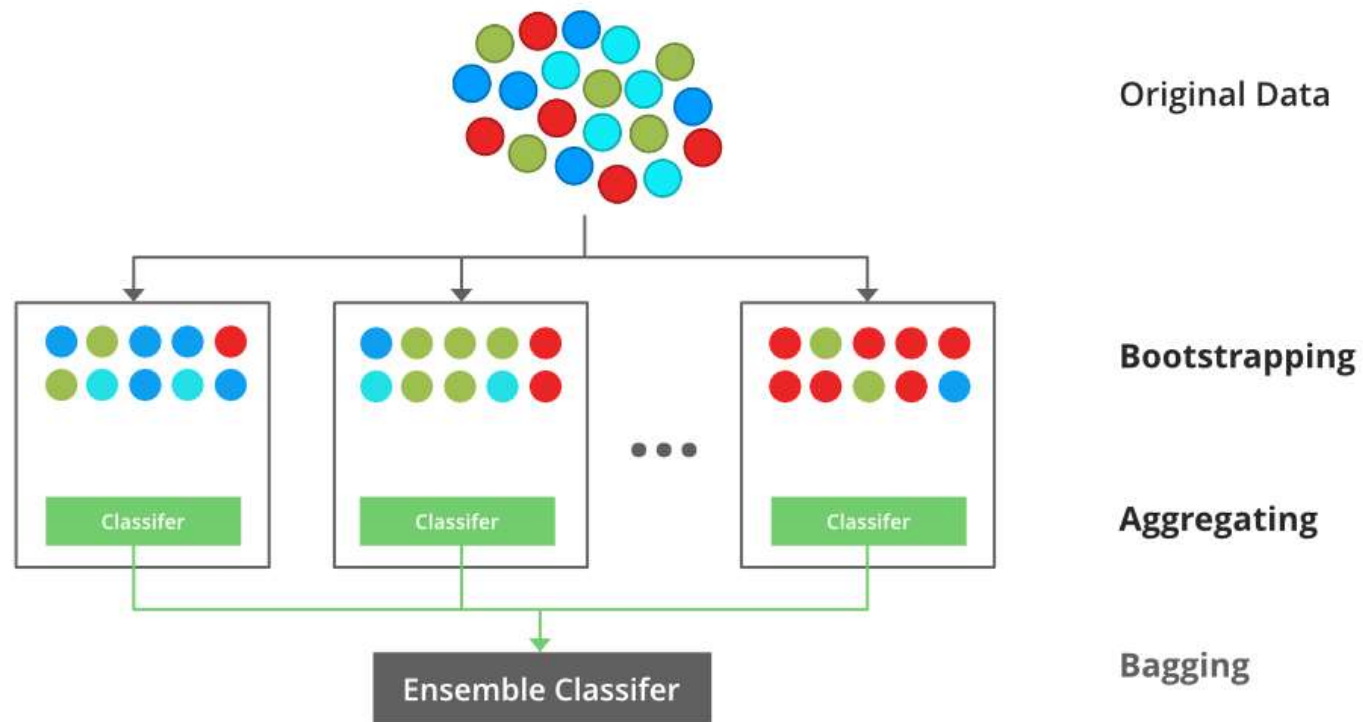 Original Data
Bootstrapping
Classifer
Classifer
Classifer
Aggregating
Ensemble Classifer
Bagging